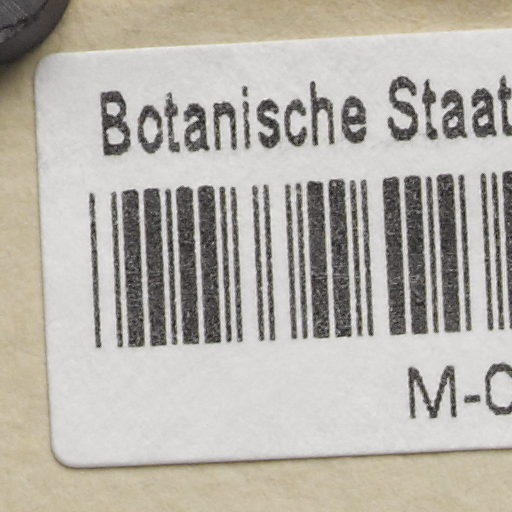 Botanische Staat
M-